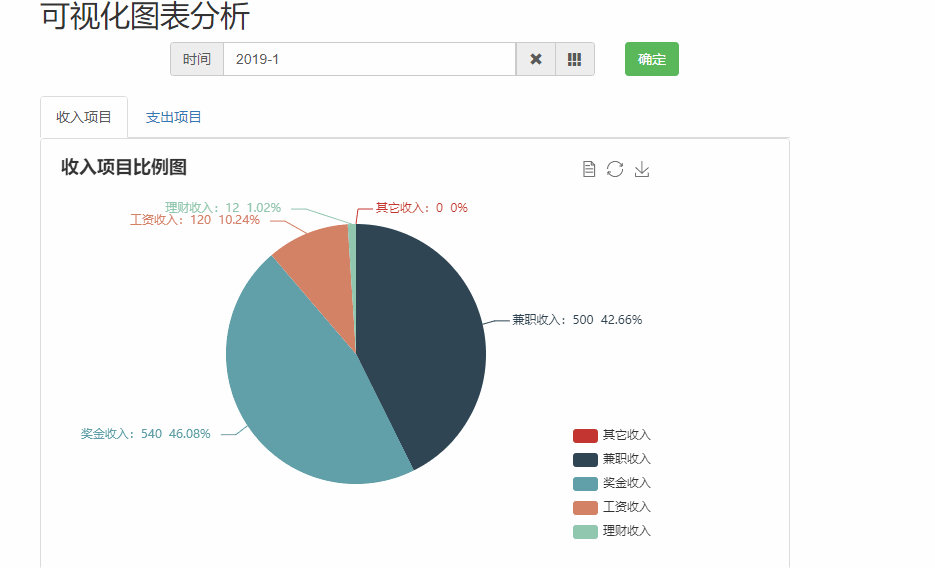 可视化图表分析
时间 2019-1 确定
收入项目 支出项目
收入项目比例图
理财收入：12 1.02%
其它收入：0 0%
工资收入：120 10.24%
兼职收入：500 42.66%
奖金收入：540 46.08%
其它收入
兼职收入
奖金收入
工资收入
理财收入